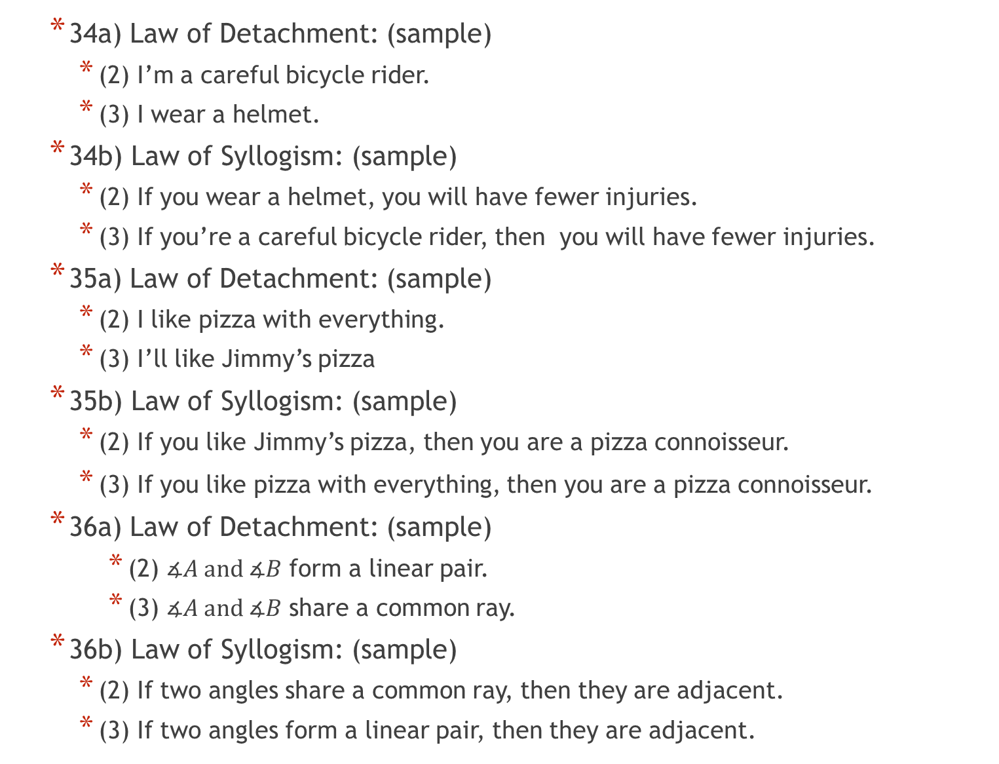 * 34a) Law of Detachment: (sample)
* (2) I’m a careful bicycle rider.
* (3) I wear a helmet.
* 34b) Law of Syllogism: (sample)
* (2) If you wear a helmet, you will have fewer injuries.
* (3) If you’re a careful bicycle rider, then  you will have fewer injuries.
* 35a) Law of Detachment: (sample)
* (2) I like pizza with everything.
* (3) I’ll like Jimmy’s pizza
* 35b) Law of Syllogism: (sample)
* (2) If you like Jimmy’s pizza, then you are a pizza connoisseur.
* (3) If you like pizza with everything, then you are a pizza connoisseur.
* 36a) Law of Detachment: (sample)
* (2) ∡A and ∡B form a linear pair.
* (3) ∡A and ∡B share a common ray.
* 36b) Law of Syllogism: (sample)
* (2) If two angles share a common ray, then they are adjacent.
* (3) If two angles form a linear pair, then they are adjacent.